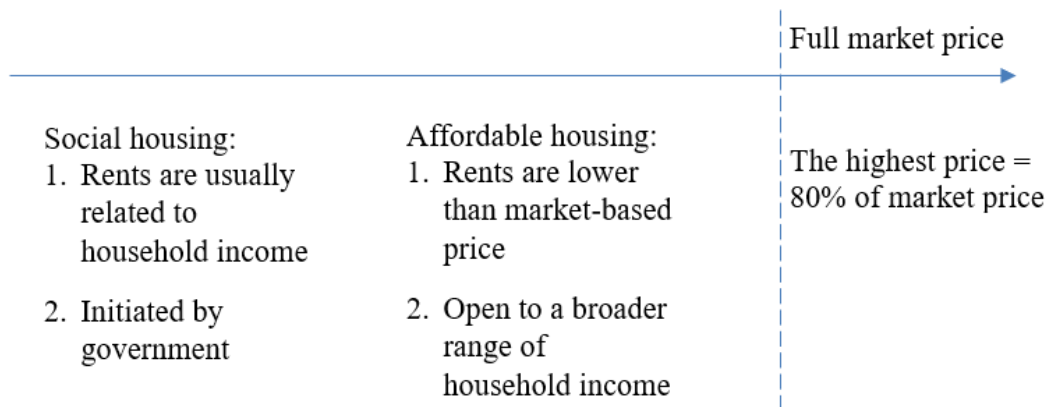 Full market price
Social housing:
1. Rents are usually
related to
household income
2. Initiated by
government
Affordable housing:
1. Rents are lower
than market-based
price
2. Open to a broader
range of
household income
The highest price =
80% of market price